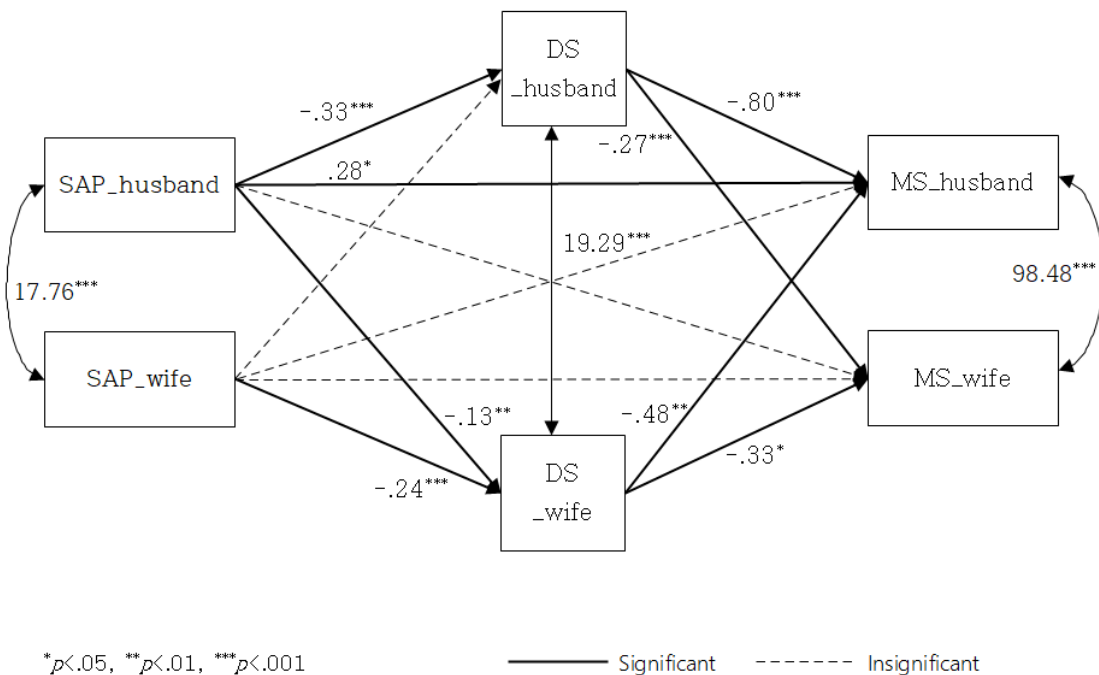 DS
_husband
-.33***
-.80***
-.27***
.28*
SAP_husband
MS_husband
19.29***
17.76***
98.48***
SAP_wife
MS_wife
-.13**
-.48**
-.33*
-.24***
DS
_wife
*p<.05, **p<.01, ***p<.001
Significant
Insignificant